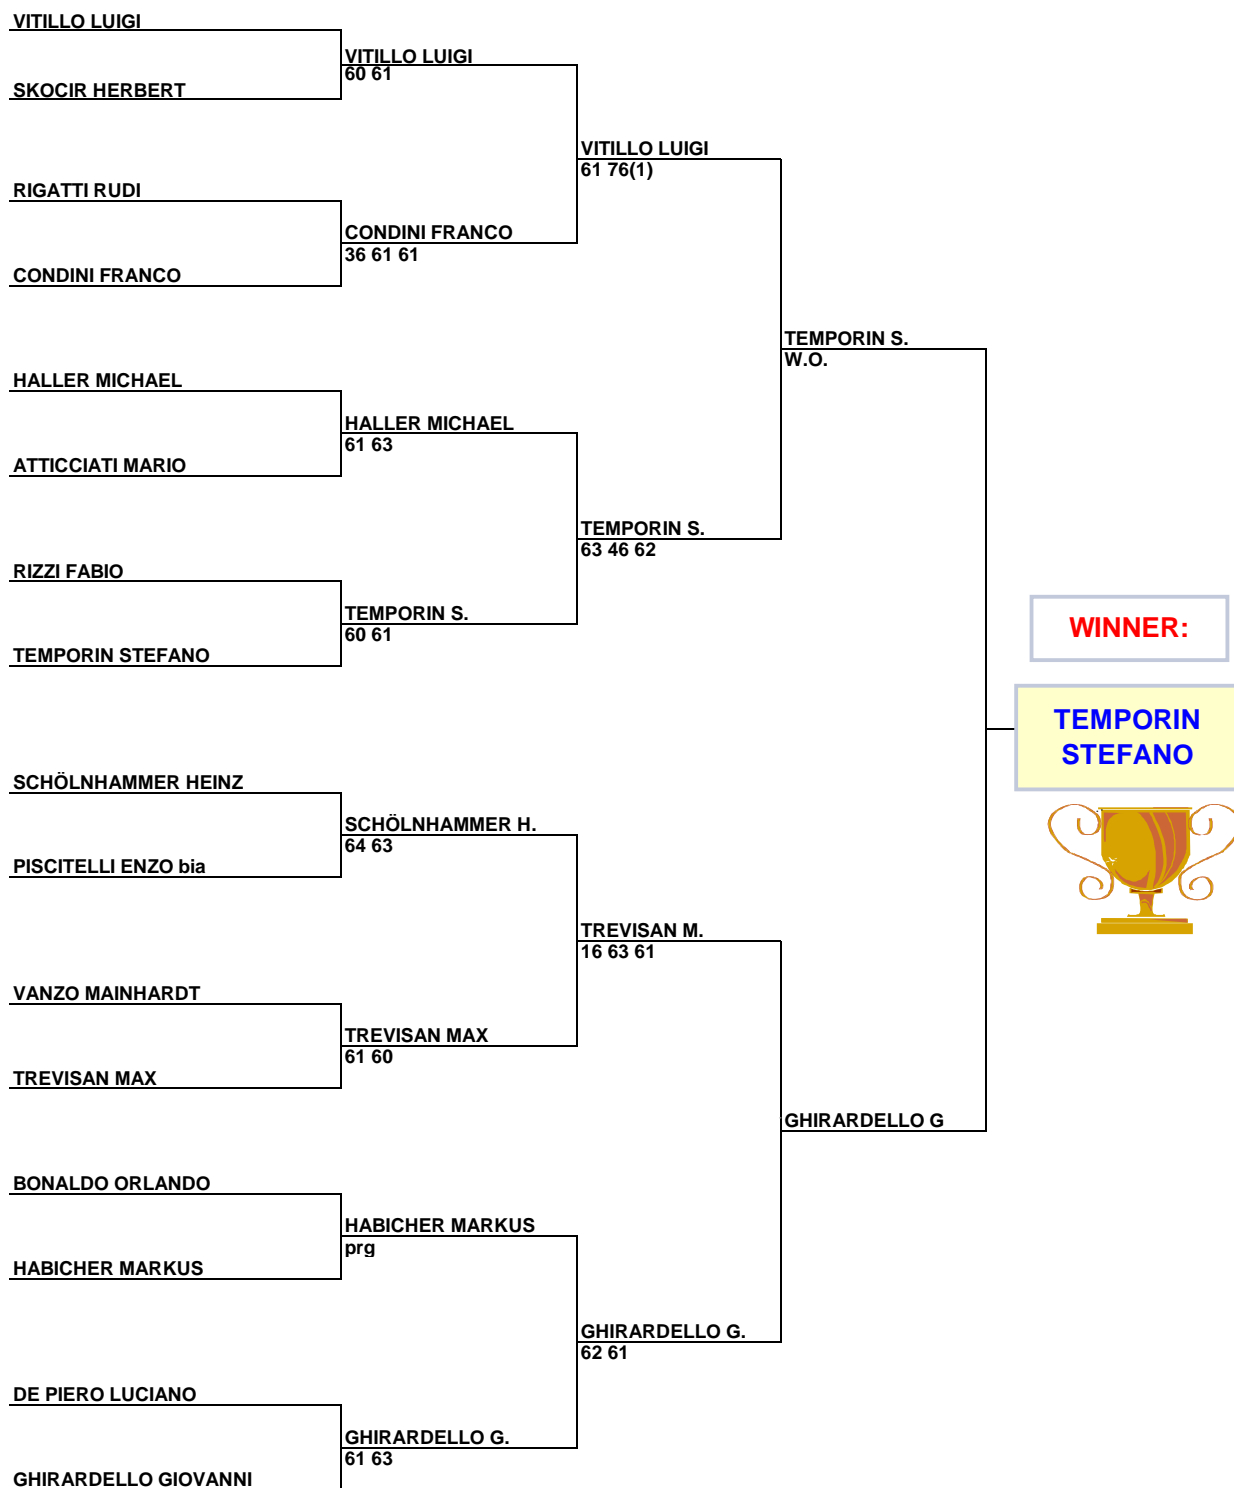 VITILLO LUIGI
VITILLO LUIGI
60 61
SKOCIR HERBERT
VITILLO LUIGI
61 76(1)
RIGATTI RUDI
CONDINI FRANCO
36 61 61
CONDINI FRANCO
TEMPORIN S.
W.O.
HALLER MICHAEL
HALLER MICHAEL
61 63
ATTICCIATI MARIO
TEMPORIN S.
63 46 62
RIZZI FABIO
TEMPORIN S.
60 61
TEMPORIN STEFANO
WINNER:
TEMPORIN
STEFANO
SCHÖLNHAMMER HEINZ
SCHÖLNHAMMER H.
64 63
PISCITELLI ENZO bia
TREVISAN M.
16 63 61
VANZO MAINHARDT
TREVISAN MAX
61 60
TREVISAN MAX
GHIRARDELLO G
BONALDO ORLANDO
HABICHER MARKUS
prg
HABICHER MARKUS
GHIRARDELLO G.
62 61
DE PIERO LUCIANO
GHIRARDELLO G.
61 63
GHIRARDELLO GIOVANNI